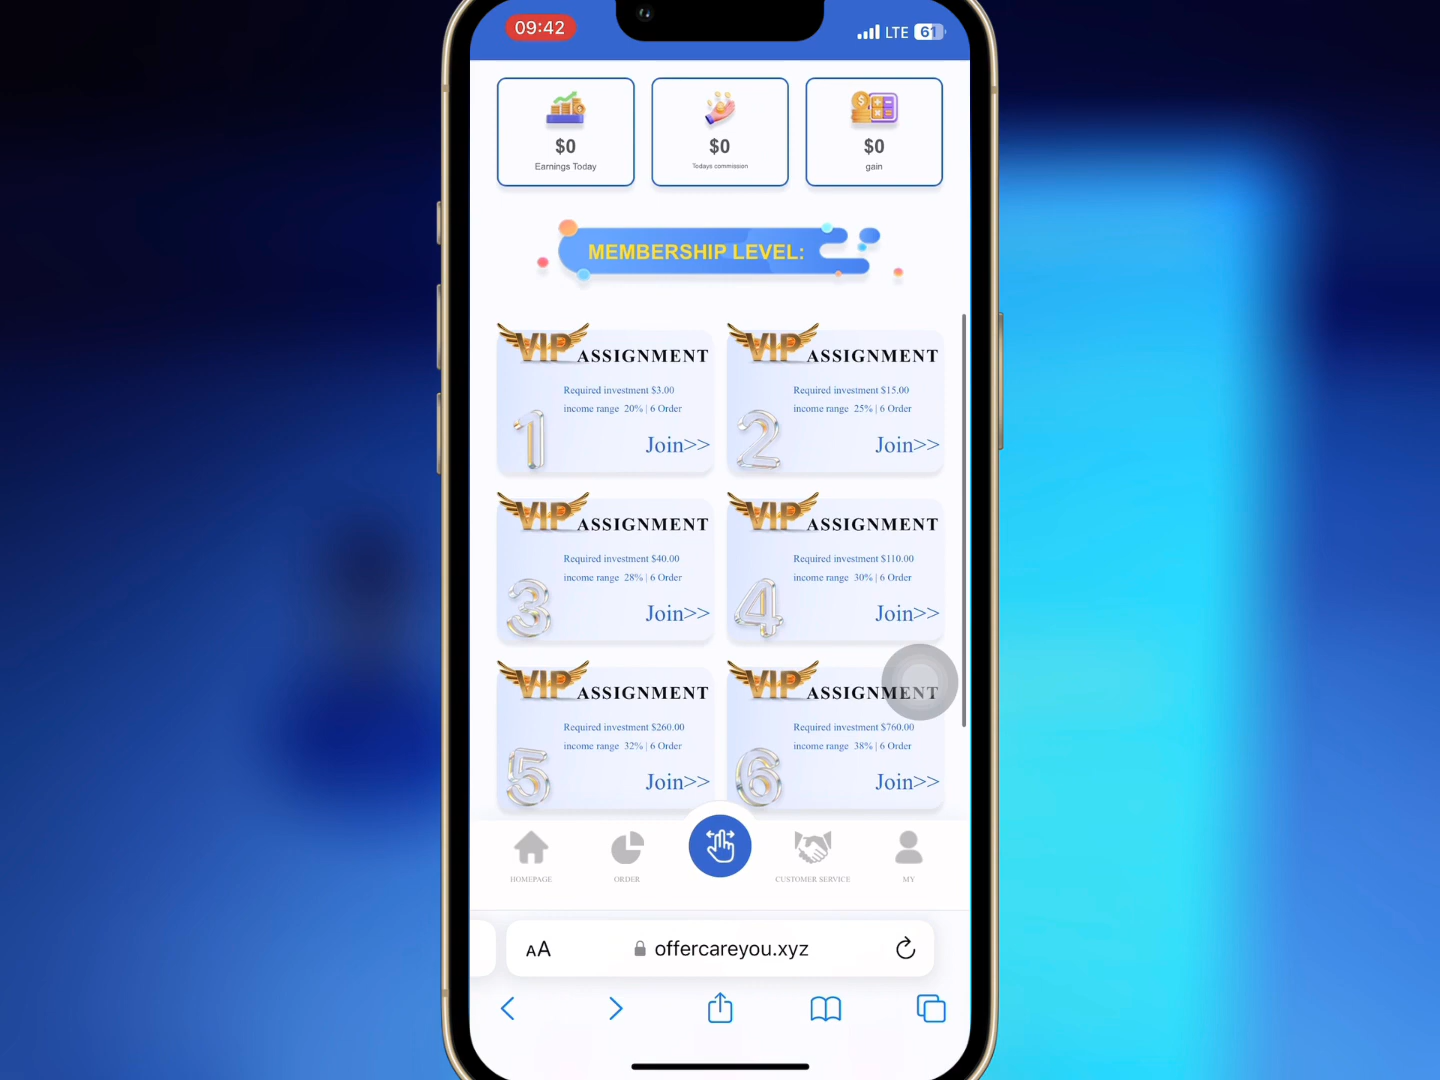 09:42
LTE 61
$0
Earnings Today
$0
Todays commission
$0
gain
MEMBERSHIP LEVEL:
VIP ASSIGNMENT
Required investment $3.00
income range 20% | 6 Order
1
Join>>
VIP ASSIGNMENT
Required investment $15.00
income range 25% | 6 Order
2
Join>>
VIP ASSIGNMENT
Required investment $40.00
income range 28% | 6 Order
3
Join>>
VIP ASSIGNMENT
Required investment $110.00
income range 30% | 6 Order
4
Join>>
VIP ASSIGNMENT
Required investment $260.00
income range 32% | 6 Order
5
Join>>
VIP ASSIGNMENT
Required investment $760.00
income range 38% | 6 Order
6
Join>>
HOMEPAGE
ORDER
CUSTOMER SERVICE
MY
AA
offercareyou.xyz